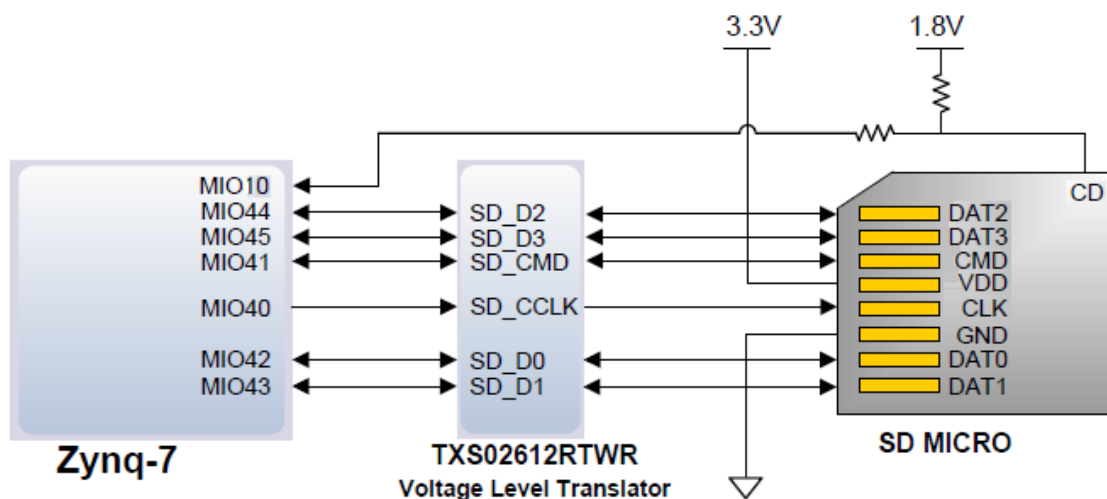 3.3V
1.8V
CD
MIO10
MIO44
MIO45
MIO41
MIO40
MIO42
MIO43
SD_D2
SD_D3
SD_CMD
SD_CCLK
SD_D0
SD_D1
DAT2
DAT3
CMD
VDD
CLK
GND
DAT0
DAT1
Zynq-7
TXS02612RTWR
Voltage Level Translator
SD MICRO